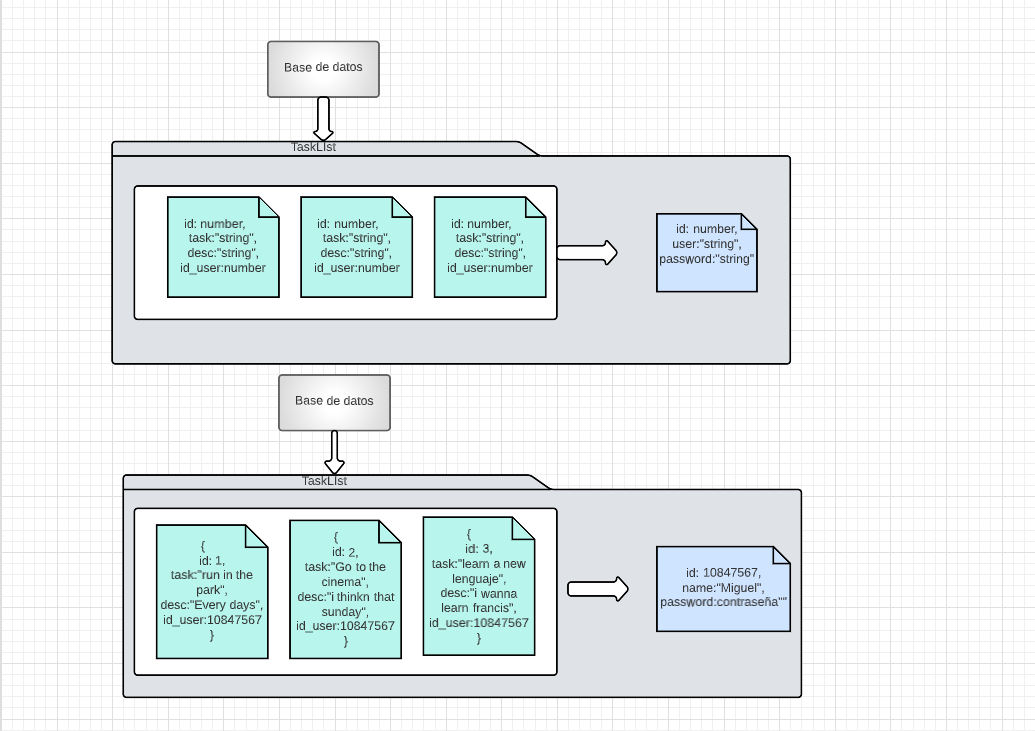 Base de datos
TaskLIst
id: number,
task:"string",
desc:"string",
id_user:number
id: number,
task:"string",
desc:"string",
id_user:number
id: number,
task:"string",
desc:"string",
id_user:number
id: number,
user:"string",
password:"string"
Base de datos
TaskLIst
{
id: 1,
task:"run in the
park",
desc:"Every days",
id_user:10847567
}
{
id: 2,
task:"Go to the
cinema",
desc:"i thinkn that
sunday",
id_user:10847567
}
{
id: 3,
task:"learn a new
lenguaje",
desc:"i wanna
learn francis",
id_user:10847567
}
id: 10847567,
name:"Miguel",
password:contraseña""